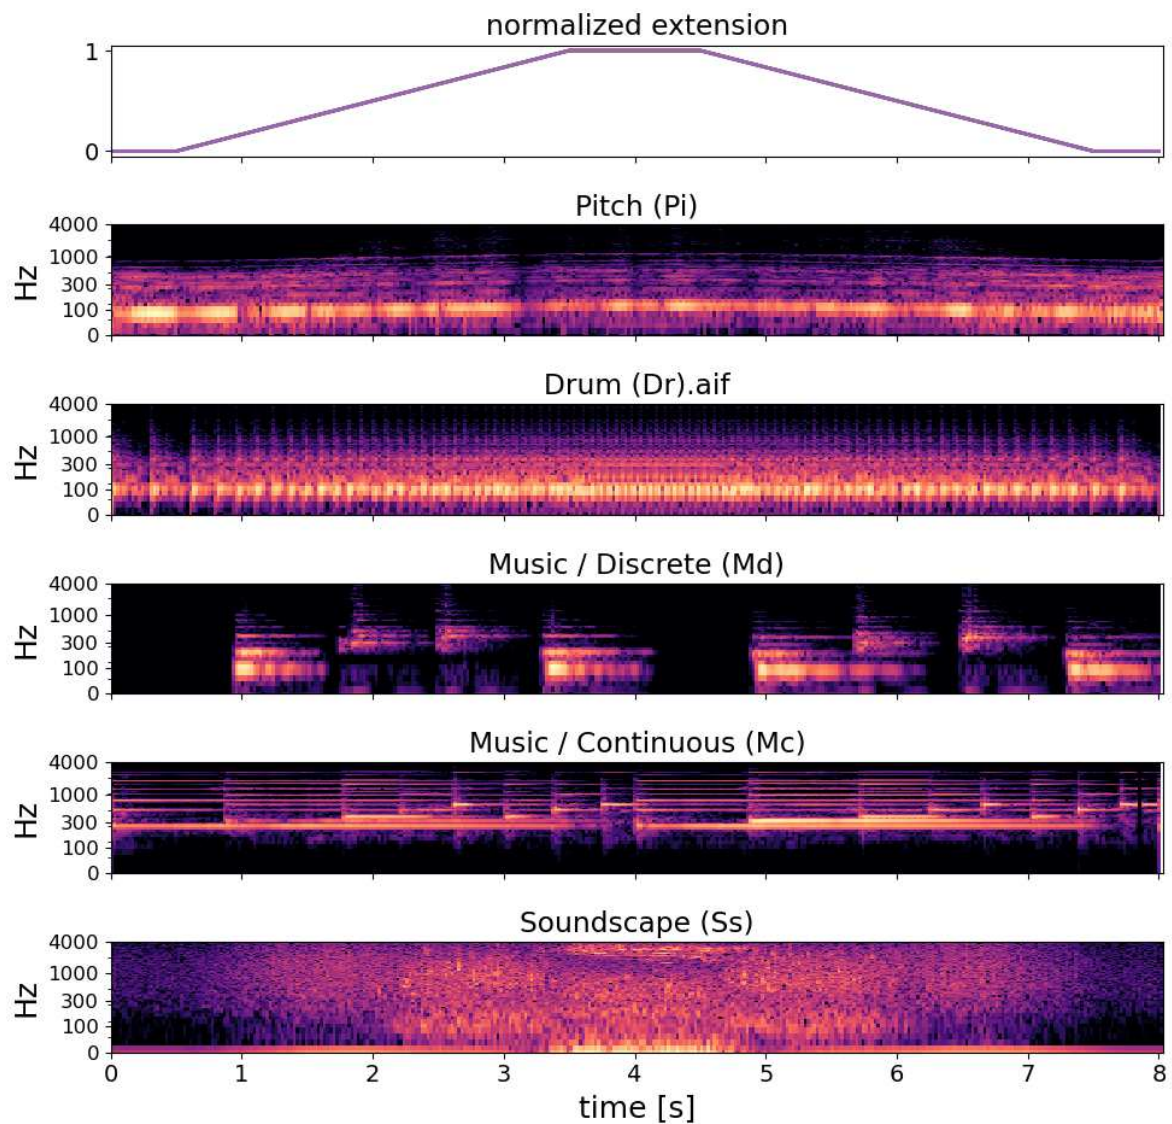 normalized extension
1
0
Pitch (Pi)
4000
1000
300
100
0
Hz
Drum (Dr).aif
4000
1000
300
100
0
Hz
Music / Discrete (Md)
4000
1000
300
100
0
Hz
Music / Continuous (Mc)
4000
1000
300
100
0
Hz
Soundscape (Ss)
4000
1000
300
100
0
Hz
0 1 2 3 4 5 6 7 8
time [s]